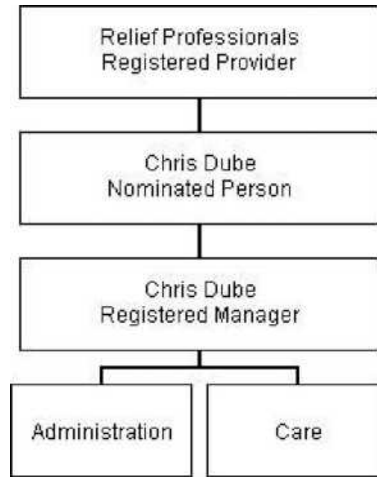 Relief Professionals
Registered Provider
Chris Dube
Nominated Person
Chris Dube
Registered Manager
Administration
Care